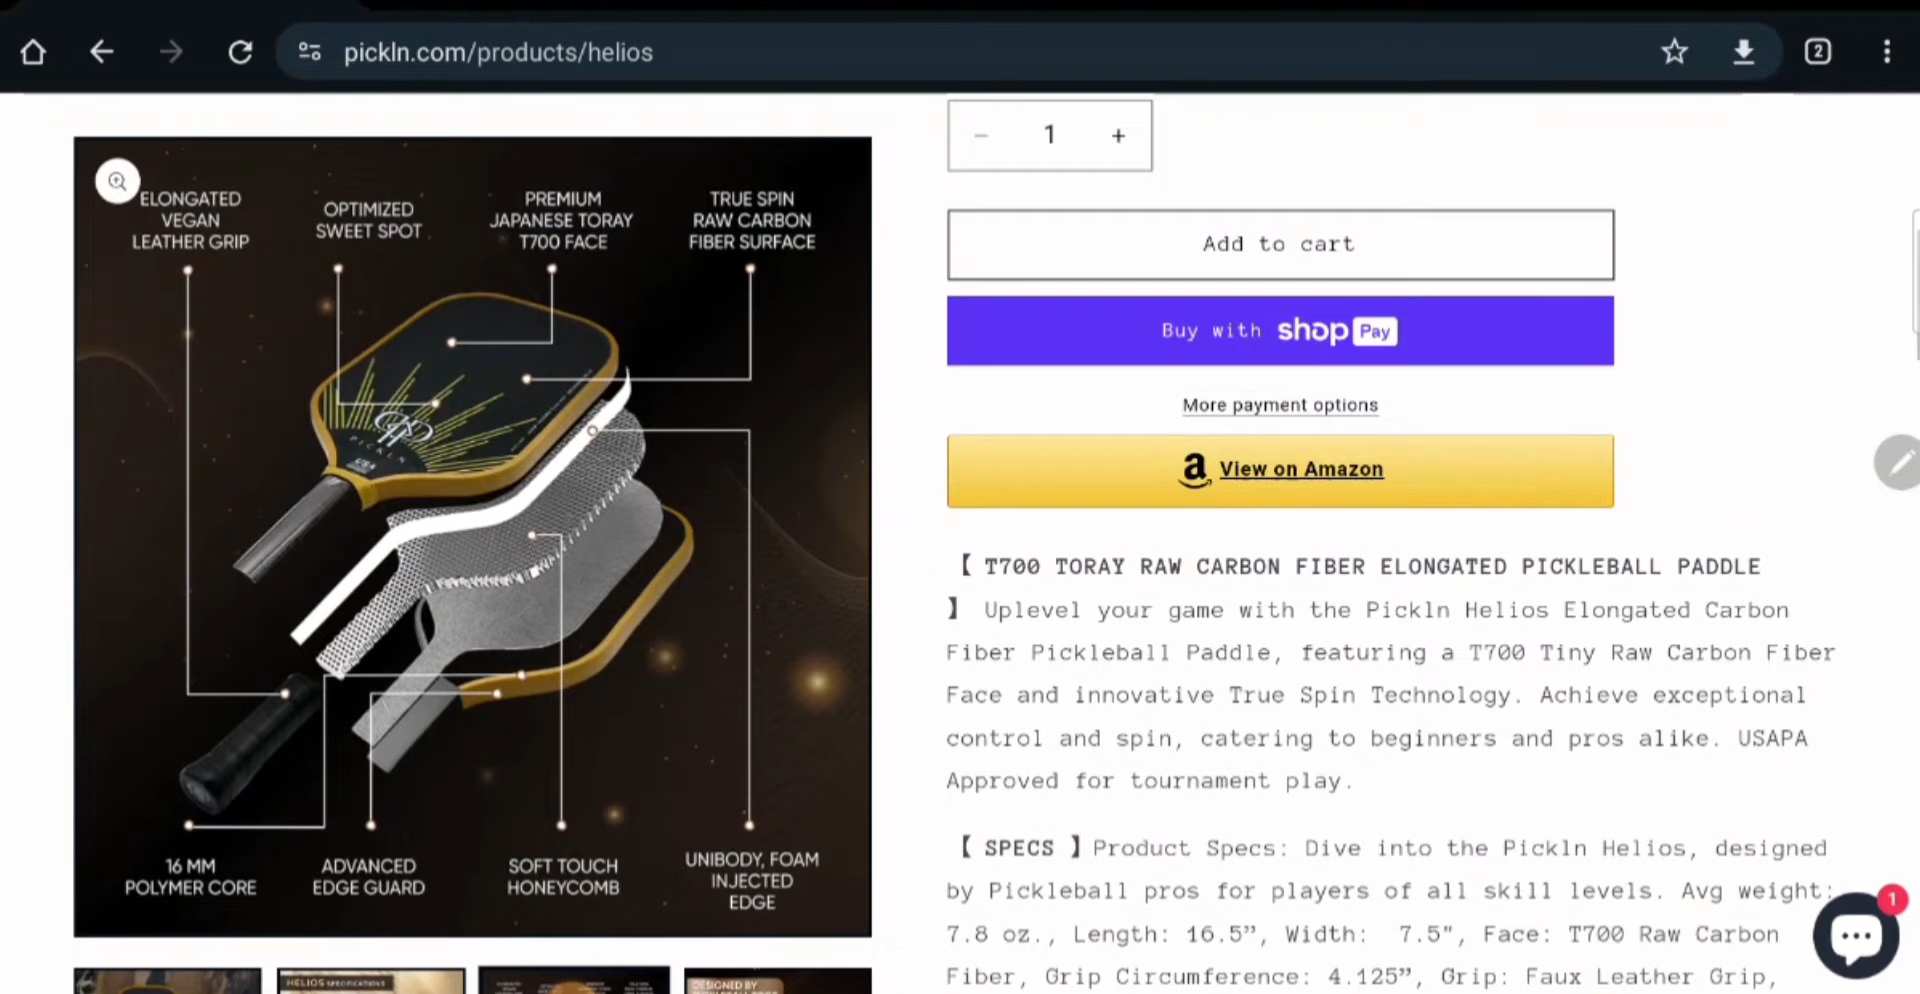 pickln.com/products/helios
2
ELONGATED
VEGAN
LEATHER GRIP
OPTIMIZED
SWEET SPOT
PREMIUM
JAPANESE TORAY
T700 FACE
TRUE SPIN
RAW CARBON
FIBER SURFACE
PICKLN
USA
16 MM
POLYMER CORE
ADVANCED
EDGE GUARD
SOFT TOUCH
HONEYCOMB
UNIBODY, FOAM
INJECTED
EDGE
HELIOS SPECIFICATIONS
DESIGNED BY
− 1 +
Add to cart
Buy with shop Pay
More payment options
a View on Amazon
【 T700 TORAY RAW CARBON FIBER ELONGATED PICKLEBALL PADDLE
】 Uplevel your game with the Pickln Helios Elongated Carbon
Fiber Pickleball Paddle, featuring a T700 Tiny Raw Carbon Fiber
Face and innovative True Spin Technology. Achieve exceptional
control and spin, catering to beginners and pros alike. USAPA
Approved for tournament play.
【 SPECS 】Product Specs: Dive into the Pickln Helios, designed
by Pickleball pros for players of all skill levels. Avg weight:
7.8 oz., Length: 16.5”, Width: 7.5", Face: T700 Raw Carbon
Fiber, Grip Circumference: 4.125”, Grip: Faux Leather Grip,
1